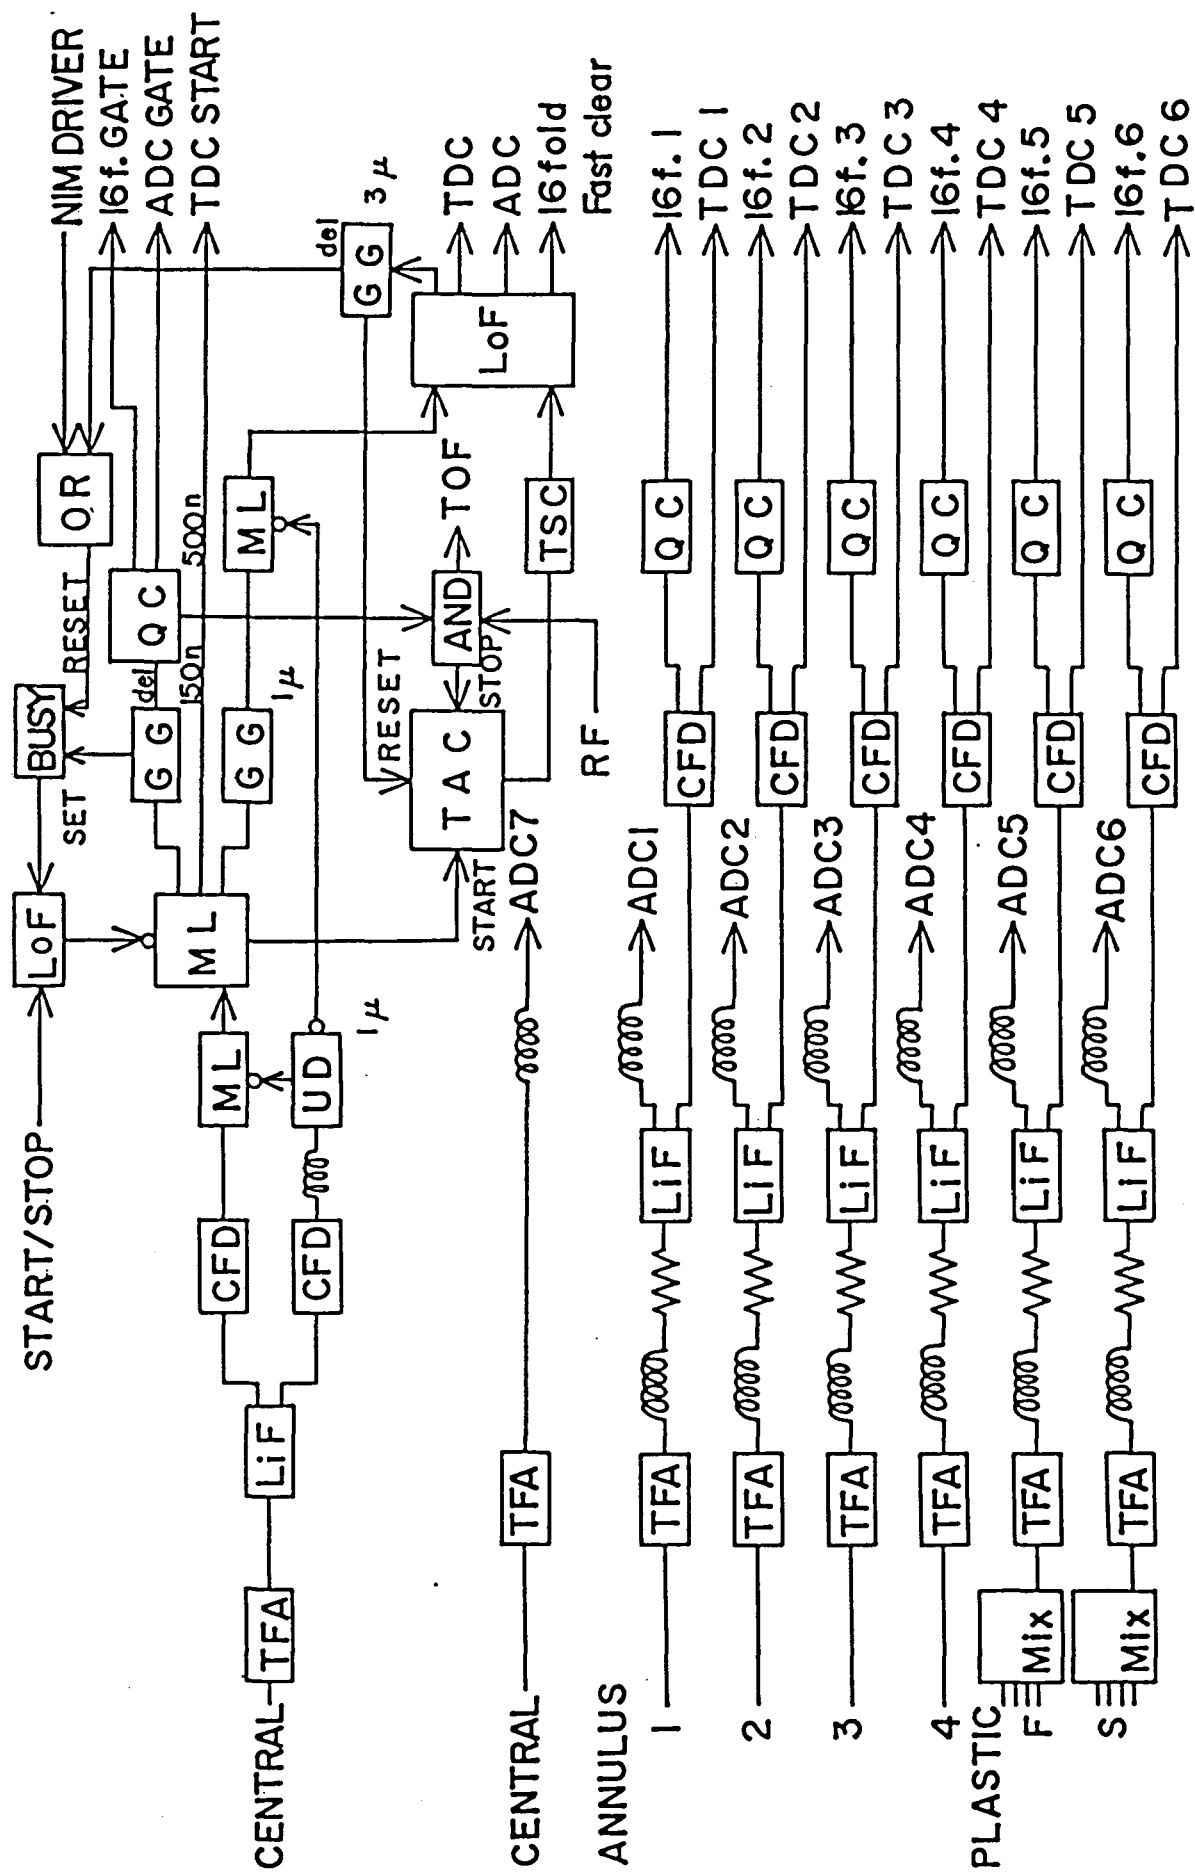 START/STOP
LoF
BUSY
SET
RESET
OR
NIM DRIVER
16f. GATE
ADC GATE
TDC START
CENTRAL
TFA
LiF
CFD
CFD
ML
UD
1μ
ML
GG
del
150n
QC
500n
GG
1μ
ML
START
TAC
RESET
STOP
AND
TOF
RF
TSC
LoF
GG
del
3μ
TDC
ADC
16fold
Fast clear
CENTRAL
TFA
ADC7
ANNULUS
1
TFA
LiF
ADC1
CFD
QC
16f. 1
TDC 1
2
TFA
LiF
ADC2
CFD
QC
16f. 2
TDC2
3
TFA
LiF
ADC3
CFD
QC
16f. 3
TDC 3
4
TFA
LiF
ADC4
CFD
QC
16f. 4
TDC 4
PLASTIC
F
Mix
TFA
LiF
ADC5
CFD
QC
16f. 5
TDC 5
S
Mix
TFA
LiF
ADC6
CFD
QC
16f. 6
TDC 6